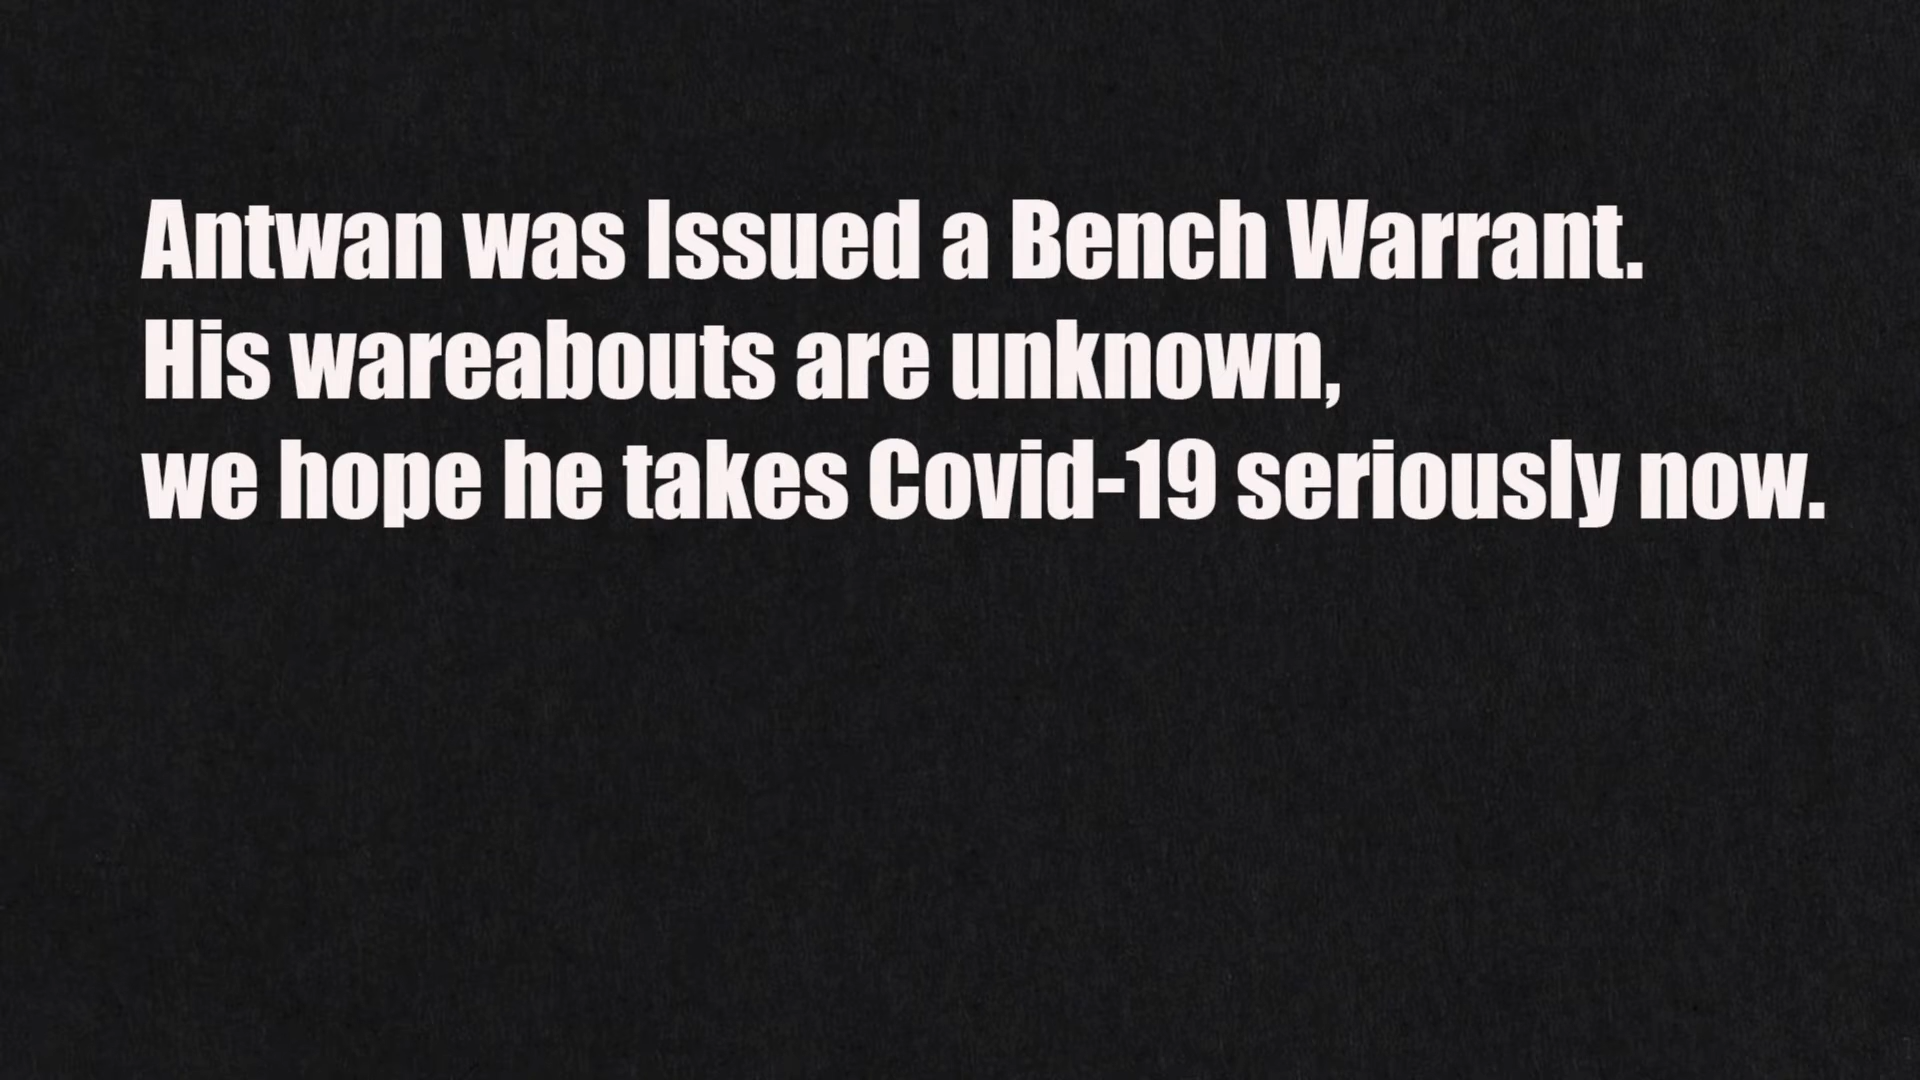 Antwan was Issued a Bench Warrant.
His wareabouts are unknown,
we hope he takes Covid-19 seriously now.